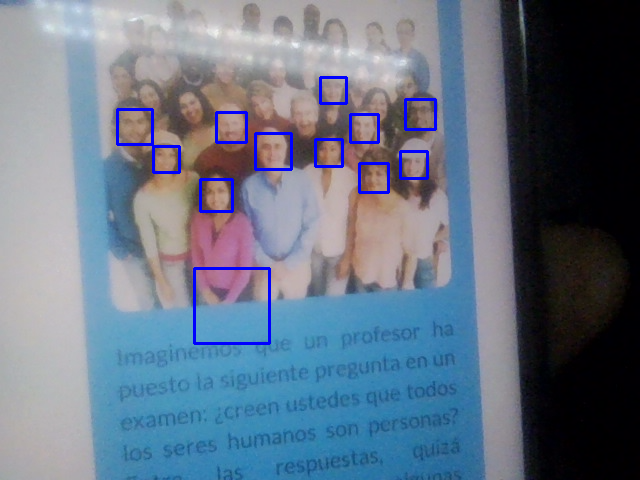 Imaginemos que un profesor ha
puesto la siguiente pregunta en un
examen: ¿creen ustedes que todos
los seres humanos son personas?
Entre las respuestas, quizá
algunas